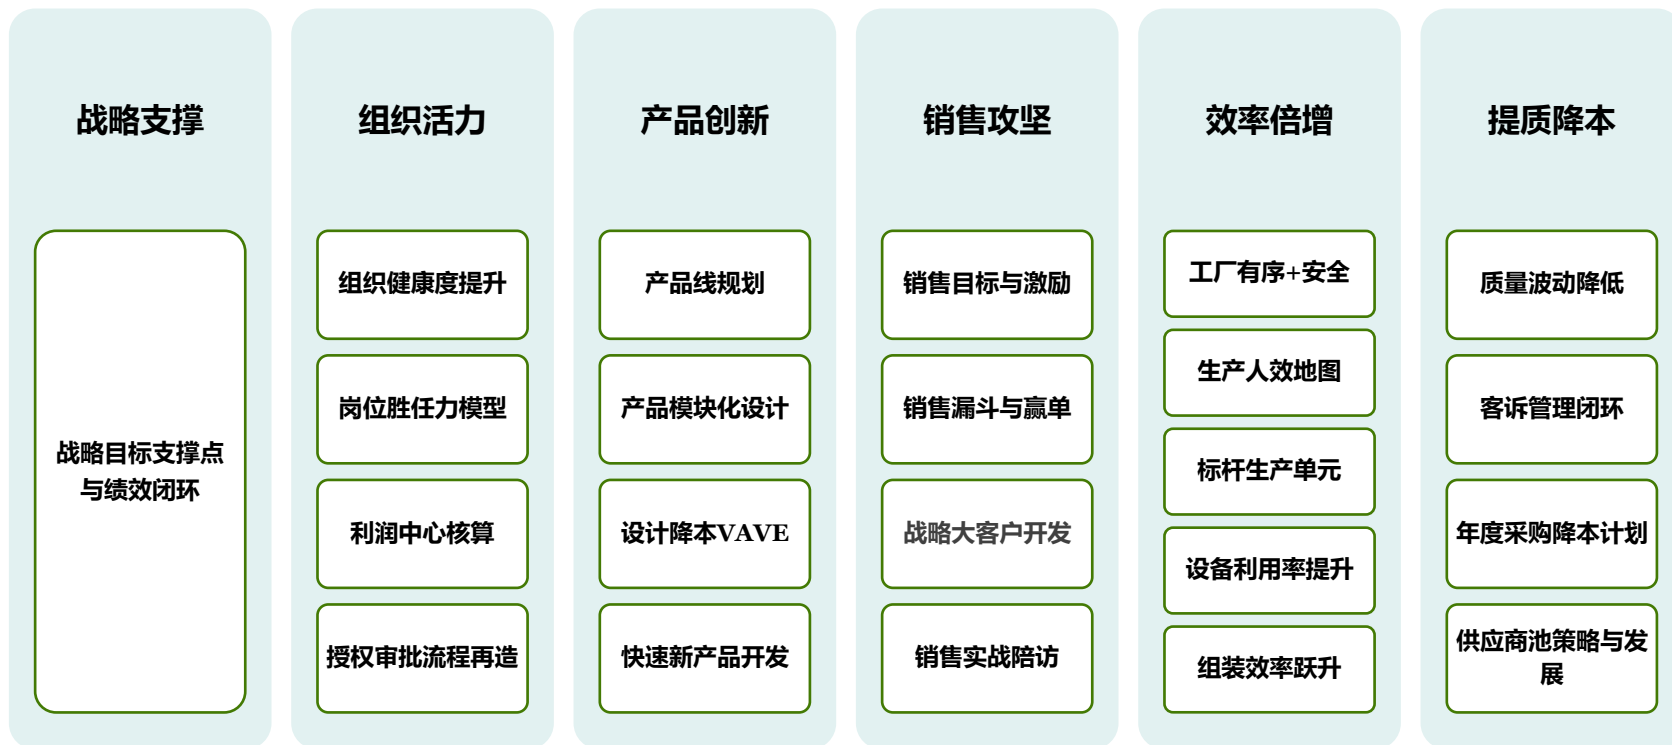 战略支撑
战略目标支撑点
与绩效闭环
组织活力
组织健康度提升
岗位胜任力模型
利润中心核算
授权审批流程再造
产品创新
产品线规划
产品模块化设计
设计降本VAVE
快速新产品开发
销售攻坚
销售目标与激励
销售漏斗与赢单
战略大客户开发
销售实战陪访
效率倍增
工厂有序+安全
生产人效地图
标杆生产单元
设备利用率提升
组装效率跃升
提质降本
质量波动降低
客诉管理闭环
年度采购降本计划
供应商池策略与发
展